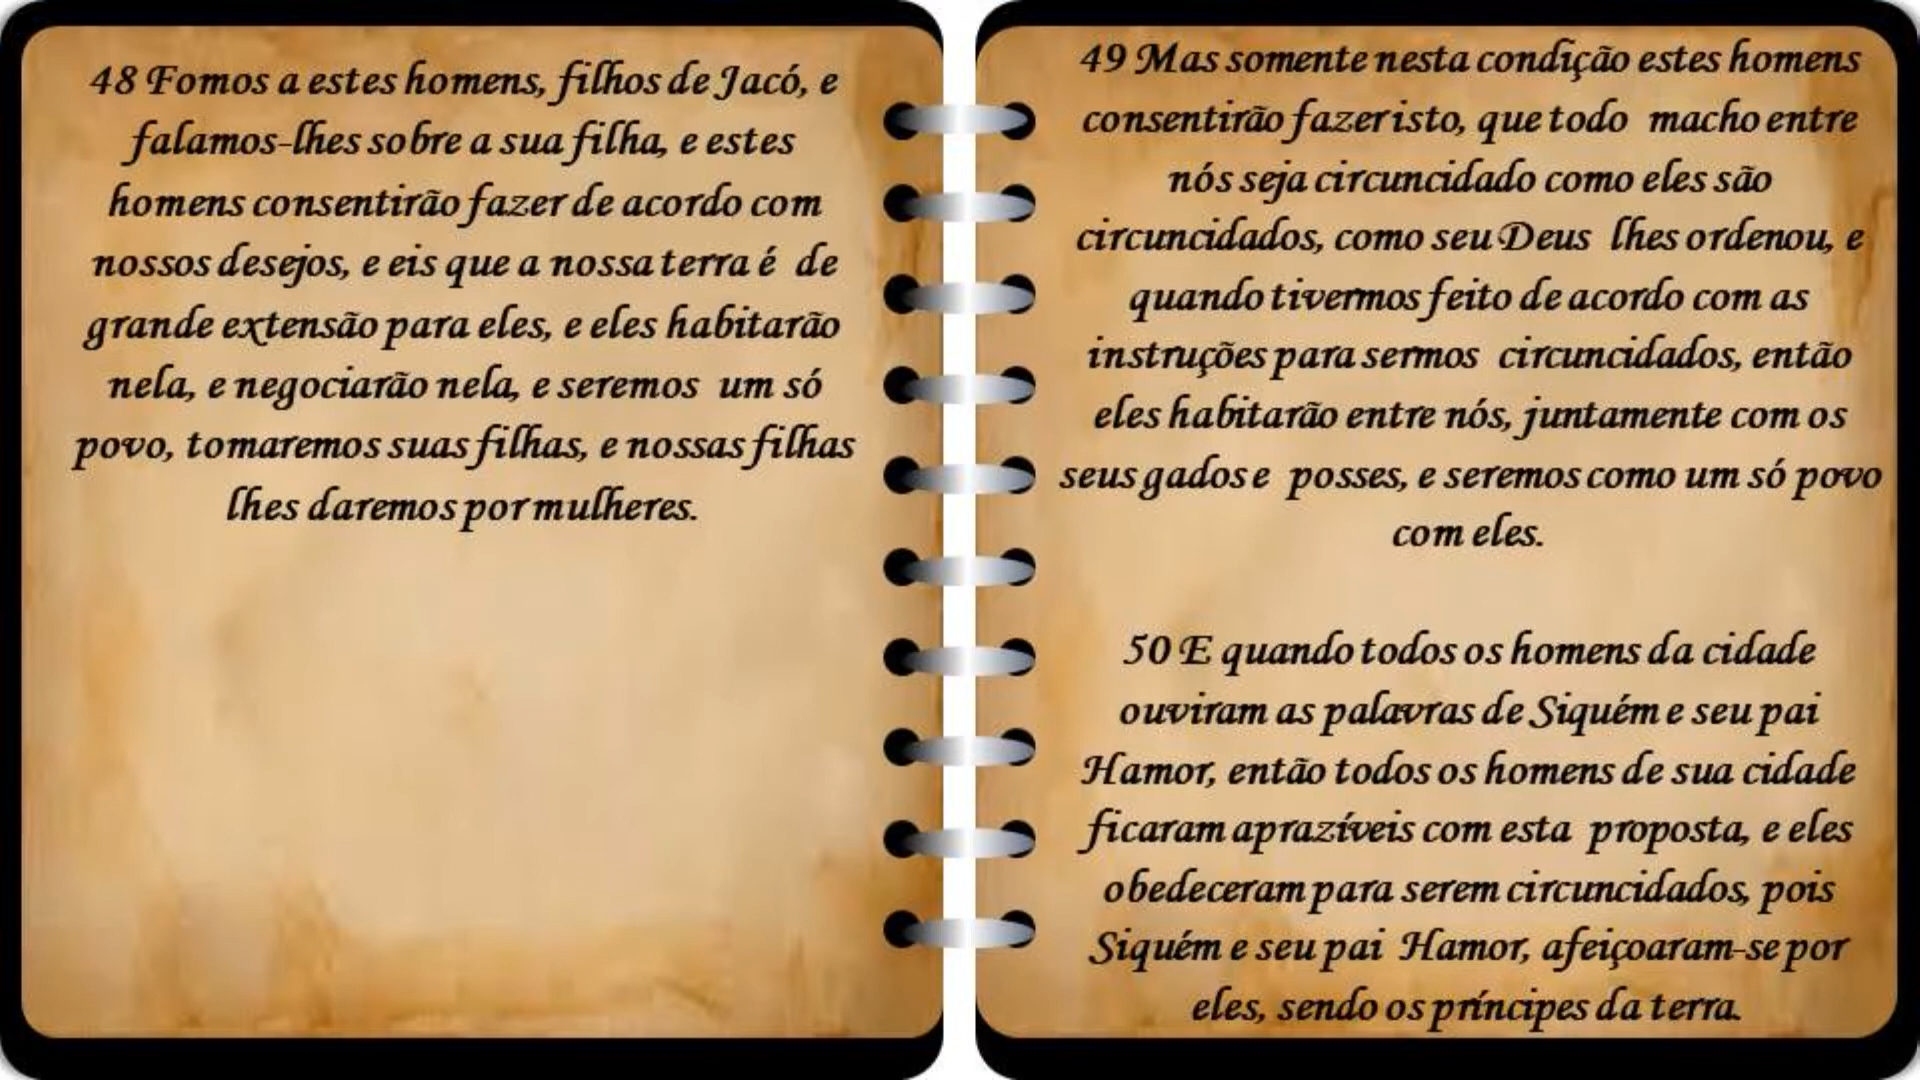 48 Fomos a estes homens, filhos de Jacó, e
falamos-lhes sobre a sua filha, e estes
homens consentirão fazer de acordo com
nossos desejos, e eis que a nossa terra é de
grande extensão para eles, e eles habitarão
nela, e negociarão nela, e seremos um só
povo, tomaremos suas filhas, e nossas filhas
lhes daremos por mulheres.
49 Mas somente nesta condição estes homens
consentirão fazer isto, que todo macho entre
nós seja circuncidado como eles são
circuncidados, como seu Deus lhes ordenou, e
quando tivermos feito de acordo com as
instruções para sermos circuncidados, então
eles habitarão entre nós, juntamente com os
seus gados e posses, e seremos como um só povo
com eles.
50 E quando todos os homens da cidade
ouviram as palavras de Siquém e seu pai
Hamor, então todos os homens de sua cidade
ficaram aprazíveis com esta proposta, e eles
obedeceram para serem circuncidados, pois
Siquém e seu pai Hamor, afeiçoaram-se por
eles, sendo os príncipes da terra.